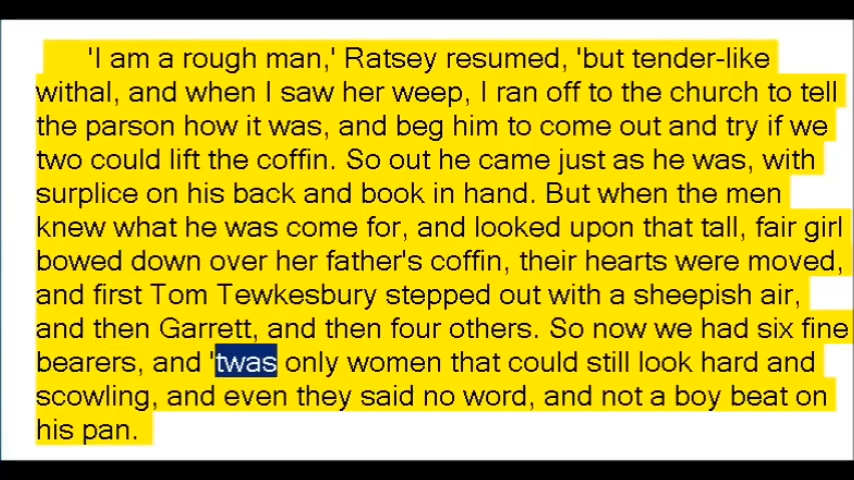 'I am a rough man,' Ratsey resumed, 'but tender-like
withal, and when I saw her weep, I ran off to the church to tell
the parson how it was, and beg him to come out and try if we
two could lift the coffin. So out he came just as he was, with
surplice on his back and book in hand. But when the men
knew what he was come for, and looked upon that tall, fair girl
bowed down over her father's coffin, their hearts were moved,
and first Tom Tewkesbury stepped out with a sheepish air,
and then Garrett, and then four others. So now we had six fine
bearers, and 'twas only women that could still look hard and
scowling, and even they said no word, and not a boy beat on
his pan.